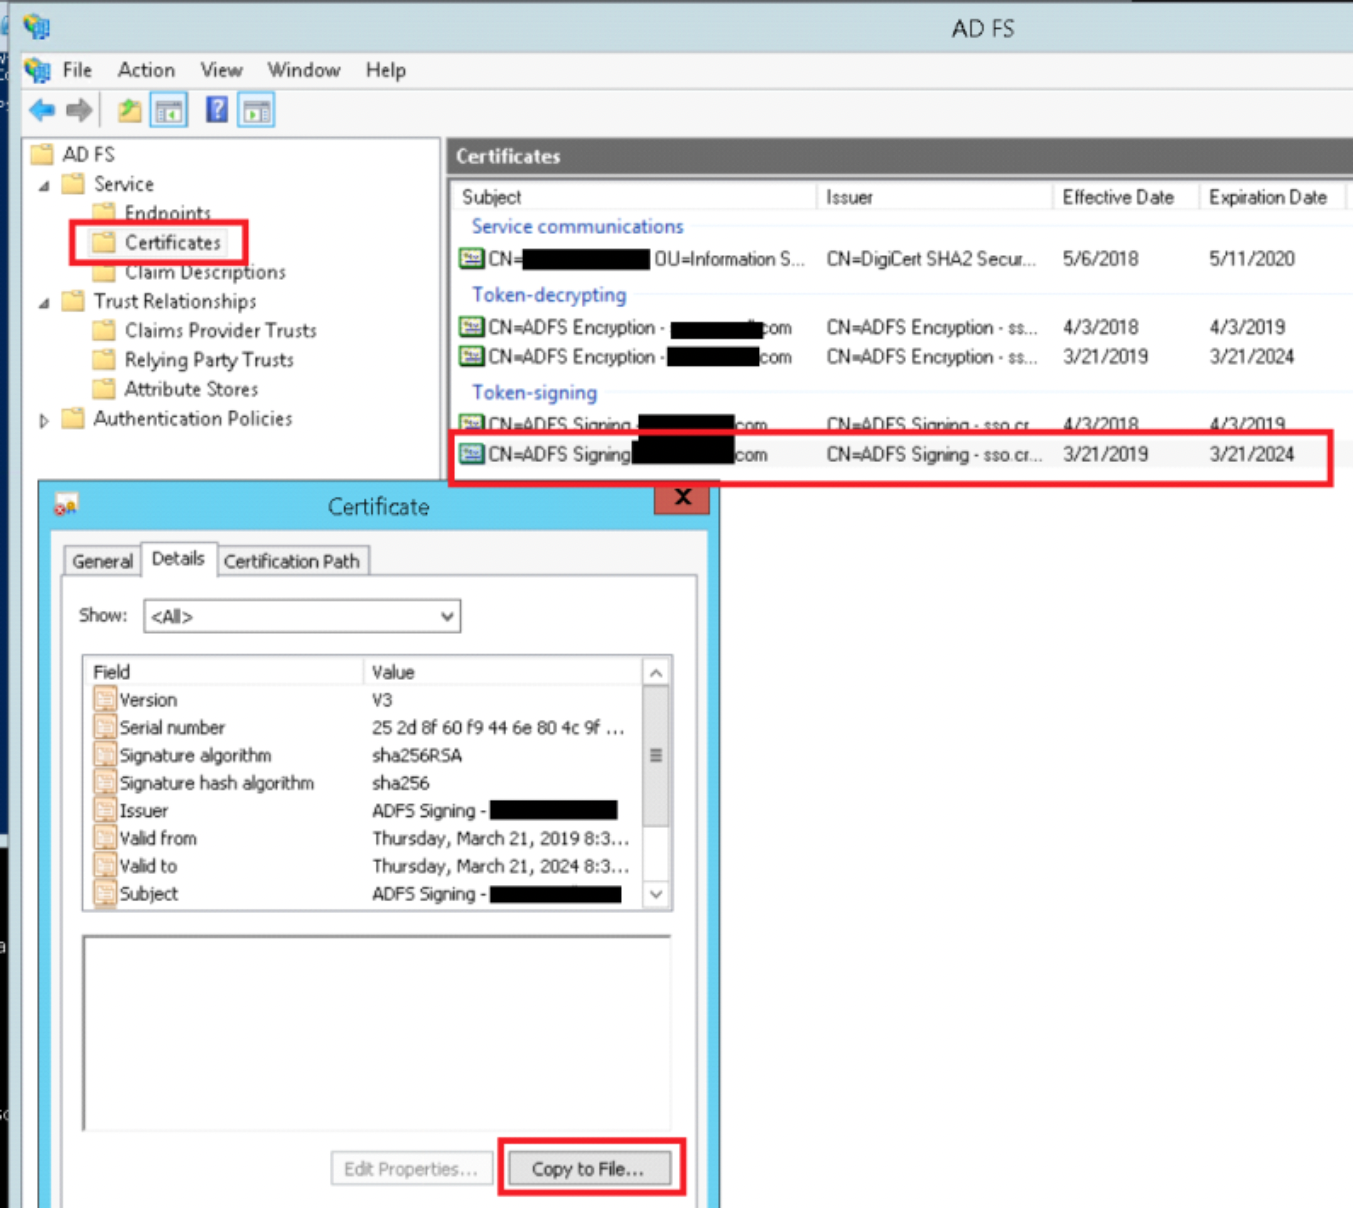 AD FS
File Action View Window Help
AD FS
Service
Endpoints
Certificates
Claim Descriptions
Trust Relationships
Claims Provider Trusts
Relying Party Trusts
Attribute Stores
Authentication Policies
Certificates
Subject Issuer Effective Date Expiration Date
Service communications
CN= OU=Information S... CN=DigiCert SHA2 Secur... 5/6/2018 5/11/2020
Token-decrypting
CN=ADFS Encryption - .com CN=ADFS Encryption - ss... 4/3/2018 4/3/2019
CN=ADFS Encryption - .com CN=ADFS Encryption - ss... 3/21/2019 3/21/2024
Token-signing
CN=ADFS Signing - .com CN=ADFS Signing - sso.cr... 4/3/2018 4/3/2019
CN=ADFS Signing .com CN=ADFS Signing - sso.cr... 3/21/2019 3/21/2024
Certificate
X
General Details Certification Path
Show: <All>
Field Value
Version V3
Serial number 25 2d 8f 60 f9 44 6e 80 4c 9f ...
Signature algorithm sha256RSA
Signature hash algorithm sha256
Issuer ADFS Signing -
Valid from Thursday, March 21, 2019 8:3...
Valid to Thursday, March 21, 2024 8:3...
Subject ADFS Signing -
Edit Properties... Copy to File...